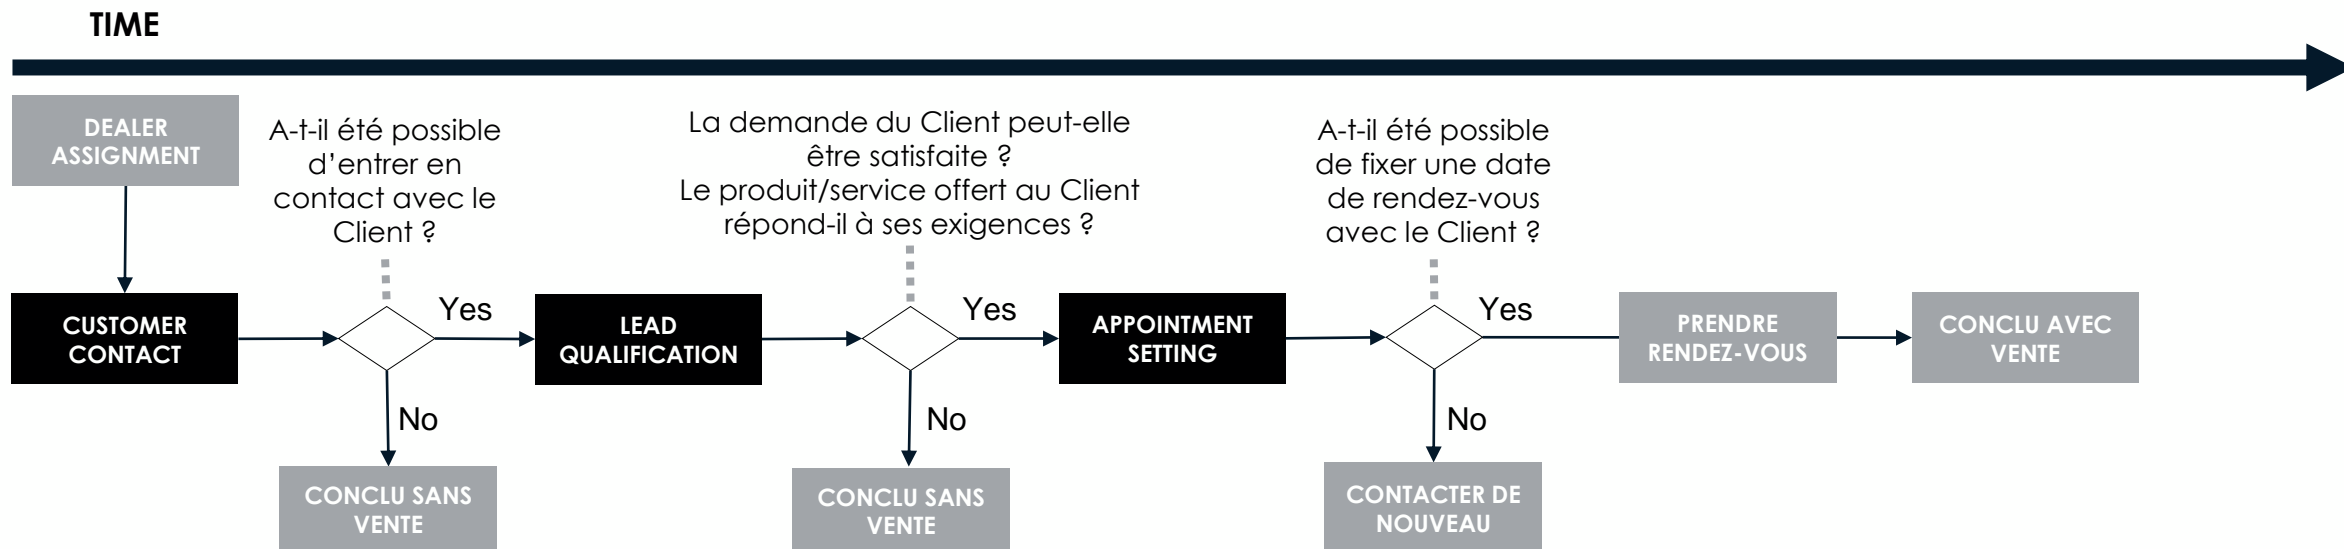 TIME
DEALER
ASSIGNMENT
A-t-il été possible
d’entrer en
contact avec le
Client ?
La demande du Client peut-elle
être satisfaite ?
Le produit/service offert au Client
répond-il à ses exigences ?
A-t-il été possible
de fixer une date
de rendez-vous
avec le Client ?
CUSTOMER
CONTACT
Yes
LEAD
QUALIFICATION
Yes
APPOINTMENT
SETTING
Yes
PRENDRE
RENDEZ-VOUS
CONCLU AVEC
VENTE
No
No
No
CONCLU SANS
VENTE
CONCLU SANS
VENTE
CONTACTER DE
NOUVEAU